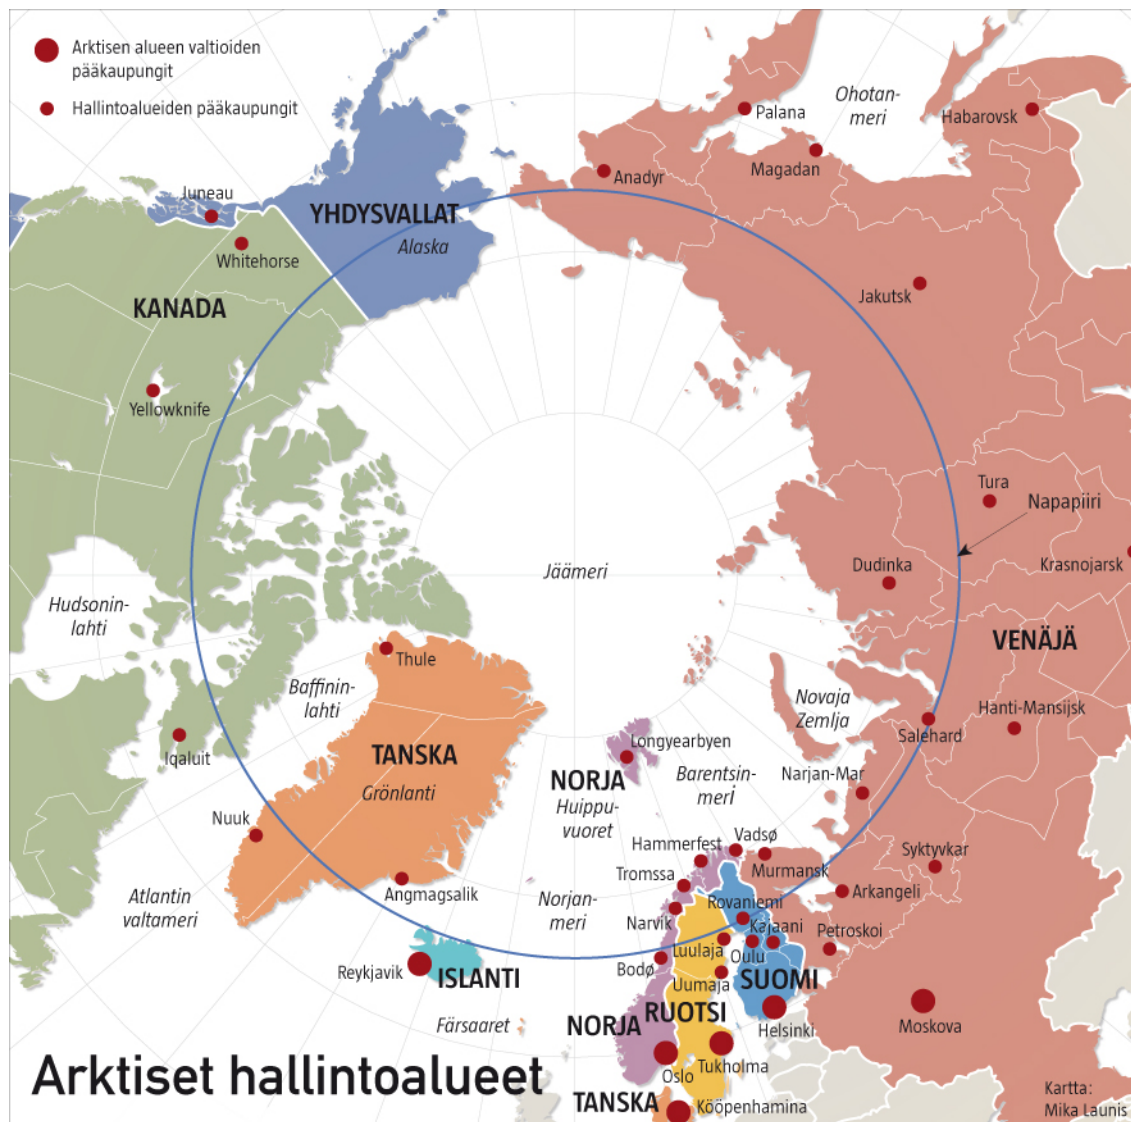 Arktisen alueen valtioiden
pääkaupungit
Hallintoalueiden pääkaupungit
Ohotan-
meri
Palana
Habarovsk
Magadan
Anadyr
Juneau
YHDYSVALLAT
Alaska
Whitehorse
KANADA
Jakutsk
Yellowknife
Tura
Napapiiri
Krasnojarsk
Dudinka
Jäämeri
Hudsonin-
lahti
VENÄJÄ
Thule
Baffinin-
lahti
Novaja
Zemlja
Hanti-Mansijsk
Salehard
Iqaluit
TANSKA
Grönlanti
Longyearbyen
NORJA
Huippu-
vuoret
Barentsin-
meri
Narjan-Mar
Nuuk
Hammerfest
Vadsø
Murmansk
Syktyvkar
Tromssa
Arkangeli
Angmagsalik
Atlantin
valtameri
Norjan-
meri
Rovaniemi
Narvik
Kajaani
Petroskoi
Luulaja
Oulu
Bodø
Reykjavik
ISLANTI
Uumaja
SUOMI
Färsaaret
NORJA
RUOTSI
Helsinki
Moskova
Tukholma
Oslo
Arktiset hallintoalueet
TANSKA
Kööpenhamina
Kartta:
Mika Launis